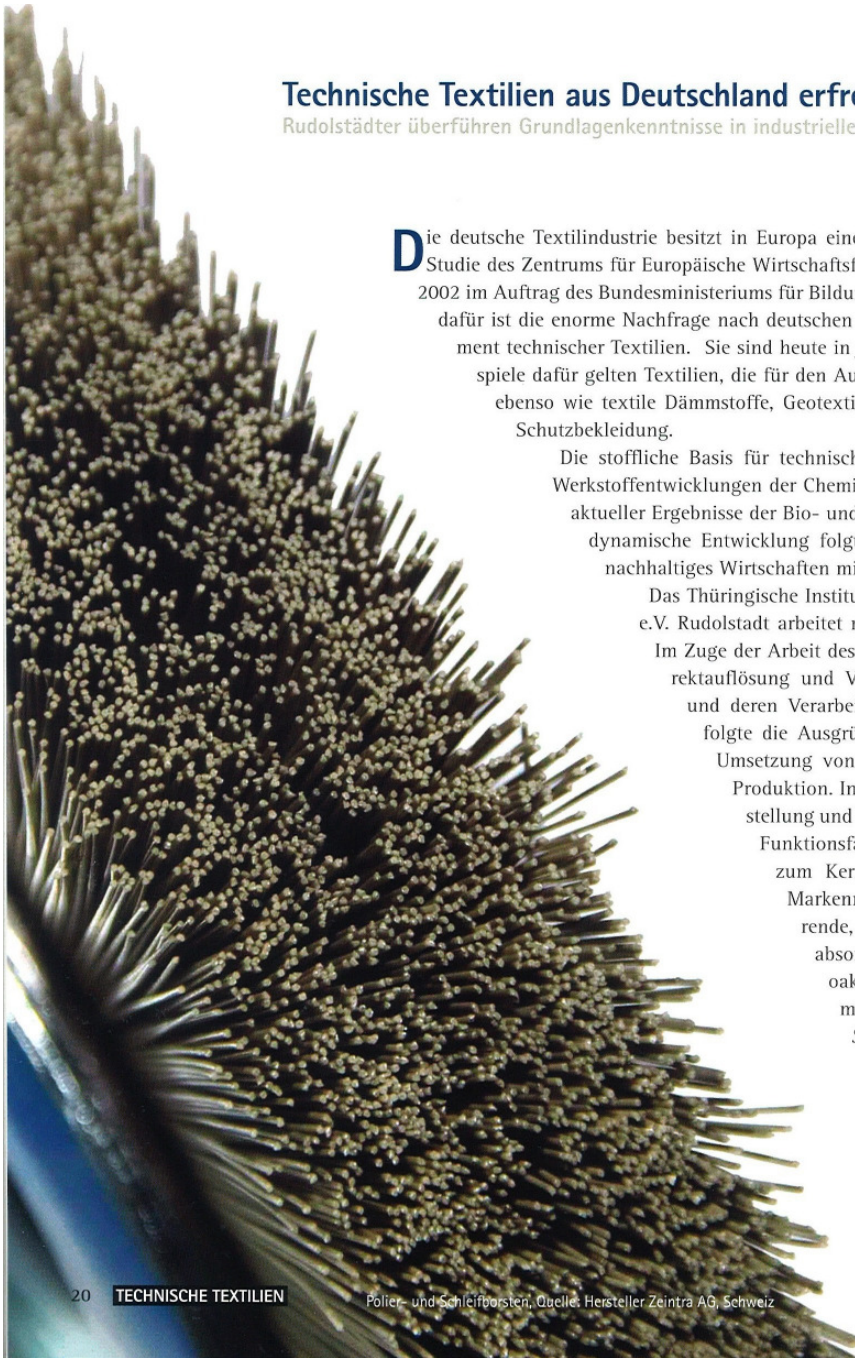 Technische Textilien aus Deutschland erfre
Rudolstädter überführen Grundlagenkenntnisse in industrielle
Die deutsche Textilindustrie besitzt in Europa eine
Studie des Zentrums für Europäische Wirtschaftsf
2002 im Auftrag des Bundesministeriums für Bildu
dafür ist die enorme Nachfrage nach deutschen
ment technischer Textilien. Sie sind heute in
spiele dafür gelten Textilien, die für den Au
ebenso wie textile Dämmstoffe, Geotexti
Schutzbekleidung.
Die stoffliche Basis für technisch
Werkstoffentwicklungen der Chemi
aktueller Ergebnisse der Bio- und
dynamische Entwicklung folgt
nachhaltiges Wirtschaften mi
Das Thüringische Institu
e.V. Rudolstadt arbeitet
Im Zuge der Arbeit des
rektauflösung und V
und deren Verarbe
folgte die Ausgrü
Umsetzung von
Produktion. In
stellung und
Funktionsfä
zum Ker
Marken
rende,
abso
oak
m
20 TECHNISCHE TEXTILIEN
Polier- und Schleifborsten, Quelle: Hersteller Zeintra AG, Schweiz